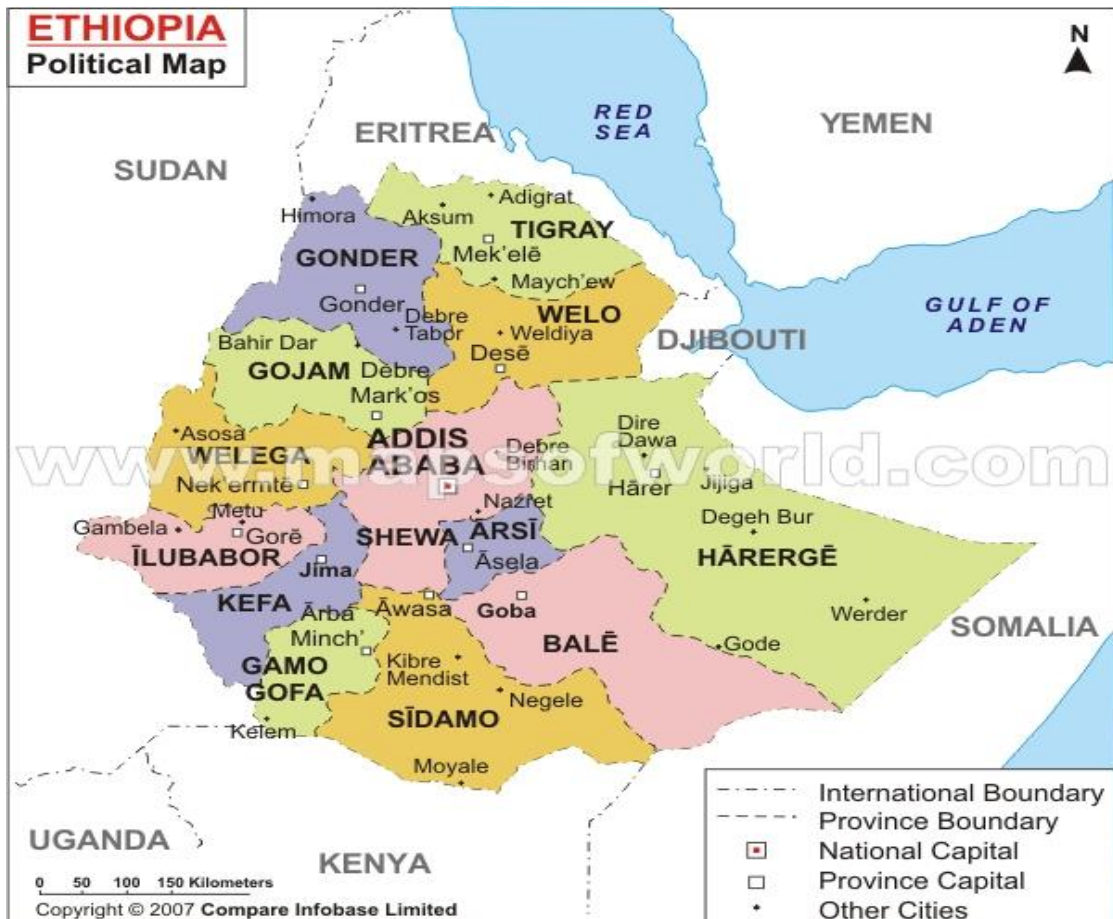 ETHIOPIA
Political Map
N
RED
SEA
YEMEN
ERITREA
SUDAN
Himora
Adigrat
Aksum
TIGRAY
Mek'elē
GONDER
Maych'ew
Gonder
WELO
GULF OF
ADEN
Debre
Tabor
Weldiya
DJIBOUTI
Bahir Dar
Desē
GOJAM
Debre
Mark'os
Asosa
ADDIS
ABABA
Debre
Birhan
Dire
Dawa
www.mapsofworld.com
WELEGA
Nek'emtē
Hārer
Jijiga
Metu
Nazret
Gambela
Gorē
Degeh Bur
SHEWA
ĀRSĪ
ĪLUBABOR
Āsela
HĀRERGĒ
Jima
KEFA
Ārba
Minch'
Āwasa
Goba
Werder
SOMALIA
BALĒ
Gode
GAMO
GOFA
Kibre
Mendist
Negele
SĪDAMO
Kelem
Moyale
UGANDA
KENYA
International Boundary
Province Boundary
National Capital
Province Capital
Other Cities
0 50 100 150 Kilometers
Copyright © 2007 Compare Infobase Limited